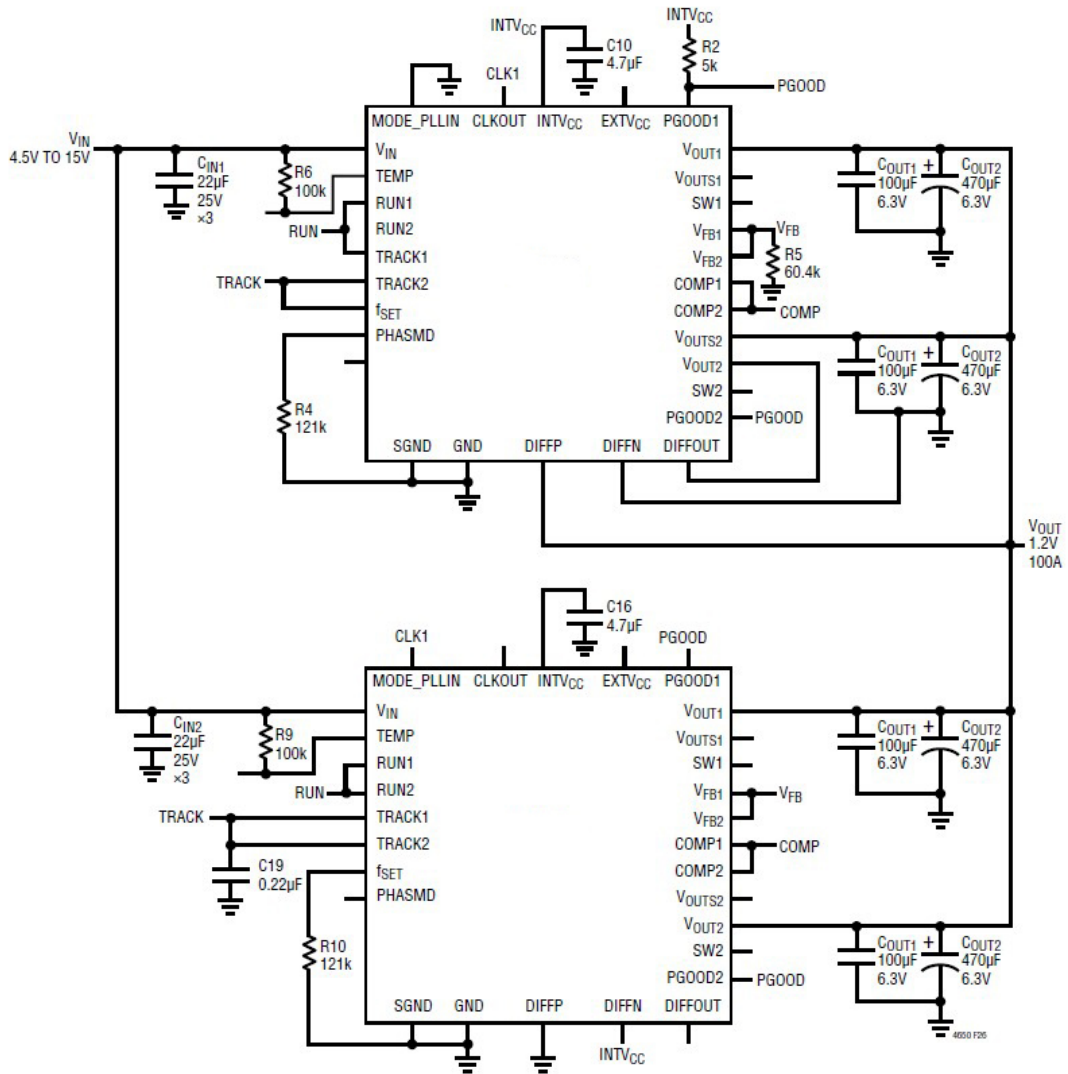 INTVCC
C10
4.7µF
INTVCC
R2
5k
PGOOD
CLK1
MODE_PLLIN
CLKOUT
INTVCC
EXTVCC
PGOOD1
VIN
4.5V TO 15V
CIN1
22µF
25V
×3
R6
100k
RUN
TRACK
R4
121k
VIN
TEMP
RUN1
RUN2
TRACK1
TRACK2
fSET
PHASMD
VOUT1
VOUTS1
SW1
VFB1
VFB2
COMP1
COMP2
VOUTS2
VOUT2
SW2
PGOOD2
VFB
R5
60.4k
COMP
PGOOD
COUT1
100µF
6.3V
+
COUT2
470µF
6.3V
COUT1
100µF
6.3V
+
COUT2
470µF
6.3V
SGND
GND
DIFFP
DIFFN
DIFFOUT
VOUT
1.2V
100A
CLK1
C16
4.7µF
PGOOD
MODE_PLLIN
CLKOUT
INTVCC
EXTVCC
PGOOD1
CIN2
22µF
25V
×3
R9
100k
RUN
TRACK
C19
0.22µF
R10
121k
VIN
TEMP
RUN1
RUN2
TRACK1
TRACK2
fSET
PHASMD
VOUT1
VOUTS1
SW1
VFB1
VFB2
COMP1
COMP2
VOUTS2
VOUT2
SW2
PGOOD2
VFB
COMP
PGOOD
COUT1
100µF
6.3V
+
COUT2
470µF
6.3V
COUT1
100µF
6.3V
+
COUT2
470µF
6.3V
SGND
GND
DIFFP
DIFFN
DIFFOUT
INTVCC
4650 F26